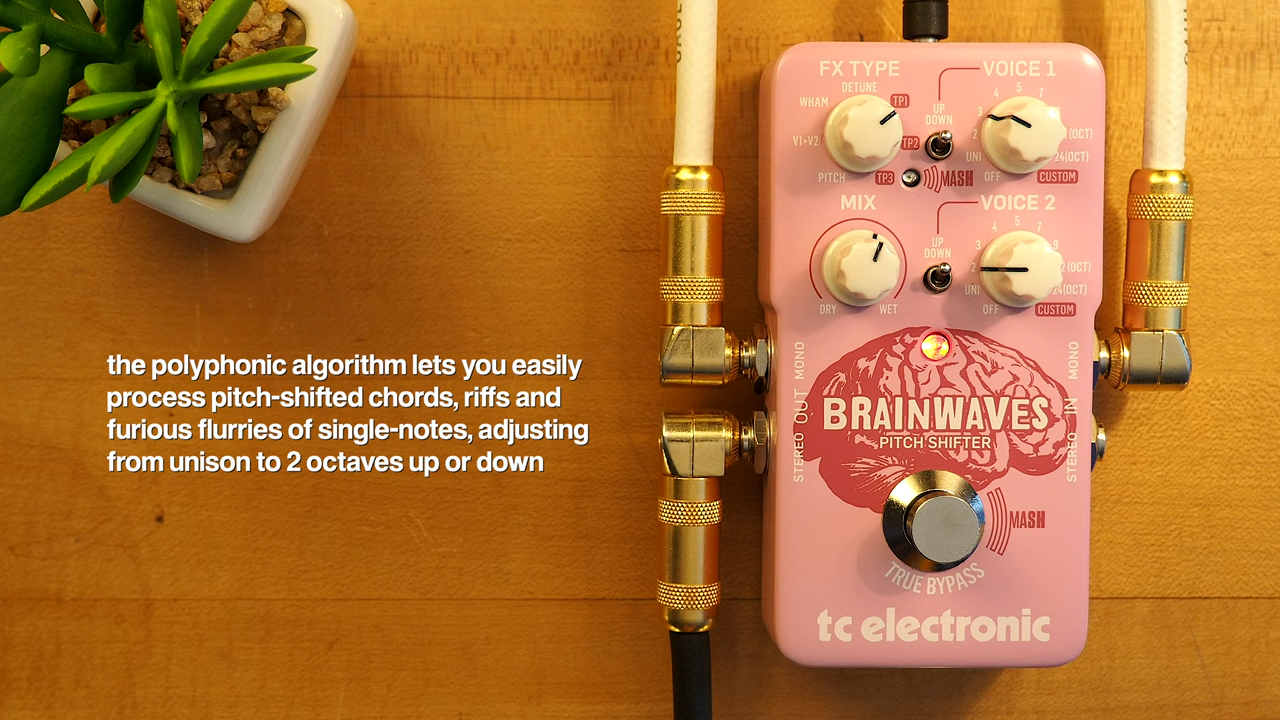 the polyphonic algorithm lets you easily
process pitch-shifted chords, riffs and
furious flurries of single-notes, adjusting
from unison to 2 octaves up or down
FX TYPE
VOICE 1
DETUNE
WHAM
TP1
V1>V2
TP2
PITCH
TP3
MASH
UP
DOWN
3
4
5
7
2
(OCT)
UNI
24(OCT)
OFF
CUSTOM
MIX
VOICE 2
DRY
WET
UP
DOWN
3
4
5
7
9
2
(OCT)
UNI
24(OCT)
OFF
CUSTOM
STEREO OUT MONO
STEREO IN MONO
BRAINWAVES
PITCH SHIFTER
MASH
TRUE BYPASS
tc electronic